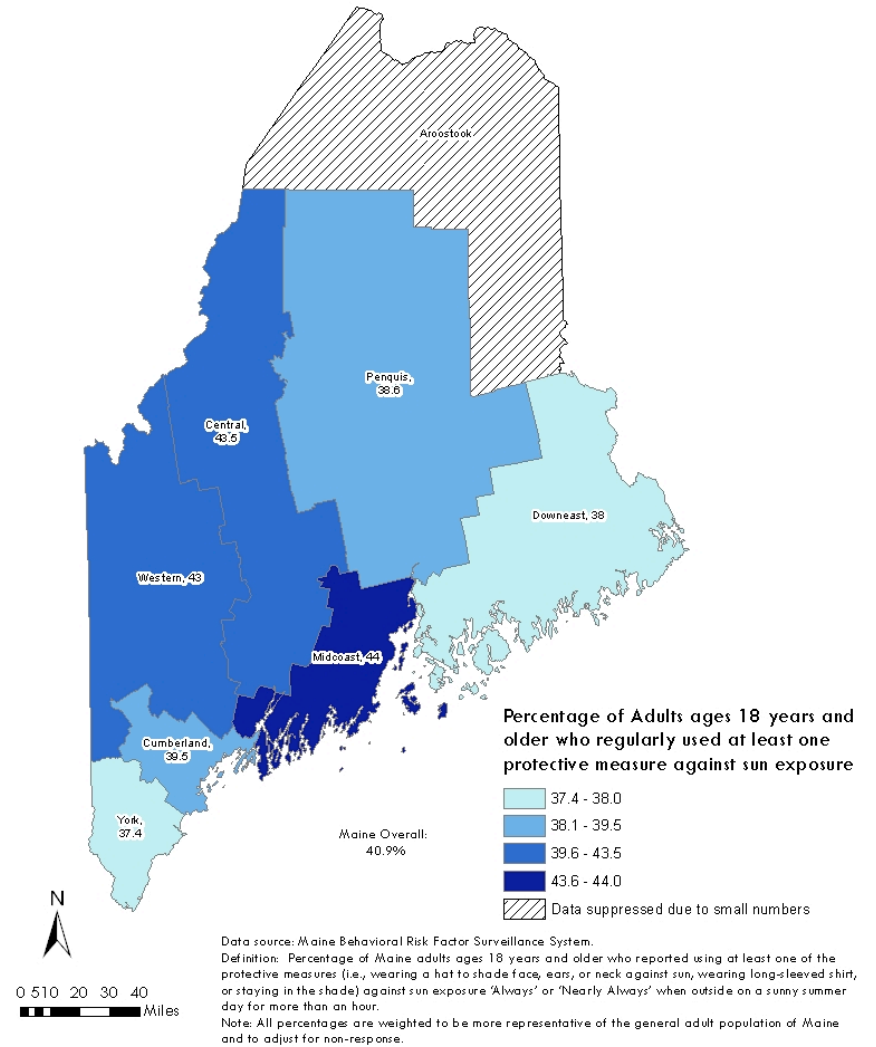 Aroostook
Penquis,
38.6
Central,
43.5
Downeast, 38
Western, 43
Midcoast, 44
Cumberland,
39.5
York,
37.4
Maine Overall:
40.9%
Percentage of Adults ages 18 years and
older who regularly used at least one
protective measure against sun exposure
37.4 - 38.0
38.1 - 39.5
39.6 - 43.5
43.6 - 44.0
Data suppressed due to small numbers
N
0 510 20 30 40
Miles
Data source: Maine Behavioral Risk Factor Surveillance System.
Definition: Percentage of Maine adults ages 18 years and older who reported using at least one of the
protective measures (i.e., wearing a hat to shade face, ears, or neck against sun, wearing long-sleeved shirt,
or staying in the shade) against sun exposure 'Always' or 'Nearly Always' when outside on a sunny summer
day for more than an hour.
Note: All percentages are weighted to be more representative of the general adult population of Maine
and to adjust for non-response.